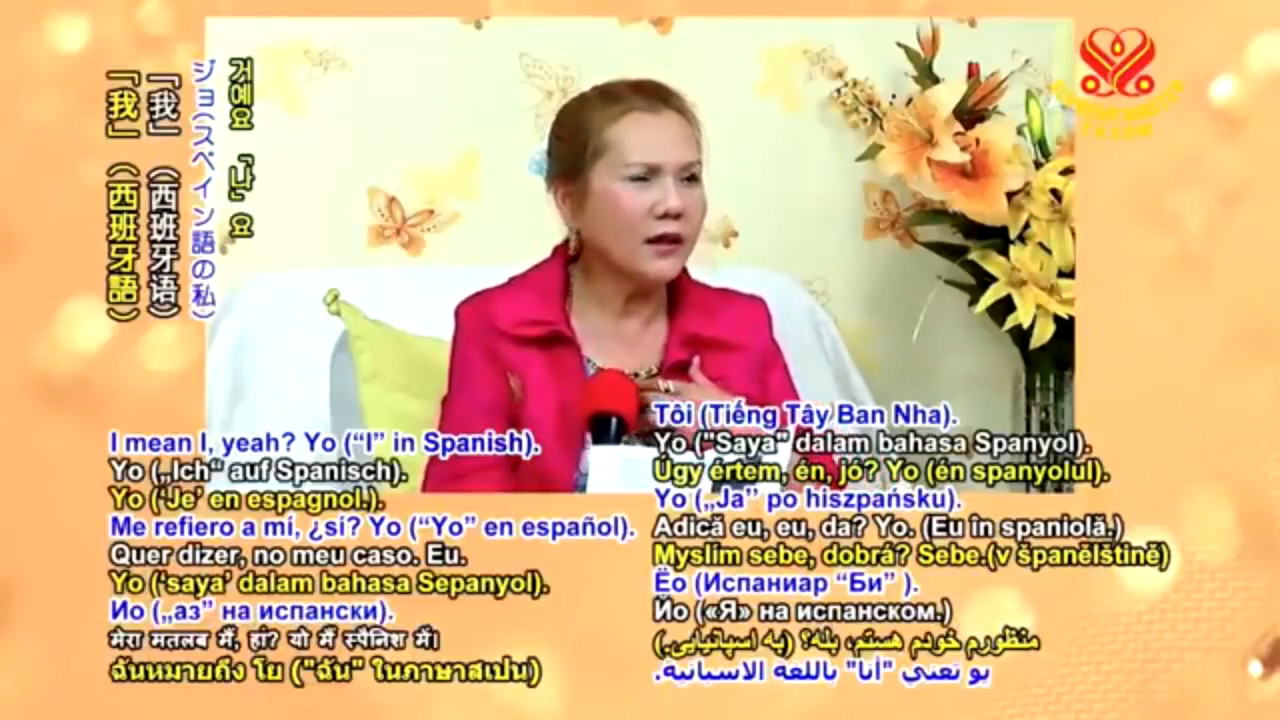 「我」（西班牙語）
「我」（西班牙语）
ジョ(スペイン語の私)
저예요 「나」요
I mean I, yeah? Yo (“I” in Spanish).
Yo („Ich“ auf Spanisch).
Yo (‘Je’ en espagnol.).
Me refiero a mí, ¿sí? Yo (“Yo” en español).
Quer dizer, no meu caso. Eu.
Yo (‘saya’ dalam bahasa Sepanyol).
Йо („аз” на испански).
मेरा मतलब मैं, हां? यो मैं स्पैनिश में।
ฉันหมายถึง โย ("ฉัน" ในภาษาสเปน)
Tôi (Tiếng Tây Ban Nha).
Yo ("Saya" dalam bahasa Spanyol).
Úgy értem, én, jó? Yo (én spanyolul).
Yo („Ja” po hiszpańsku).
Adică eu, eu, da? Yo. (Eu în spaniolă.)
Myslím sebe, dobrá? Sebe.(v španělštině)
Ёо (Испаниар “Би” ).
Йо («Я» на испанском.)
منظورم خودم هستم، بله؟ (به اسپانیایی.)
يو تعني "أنا" باللغة الاسبانية.